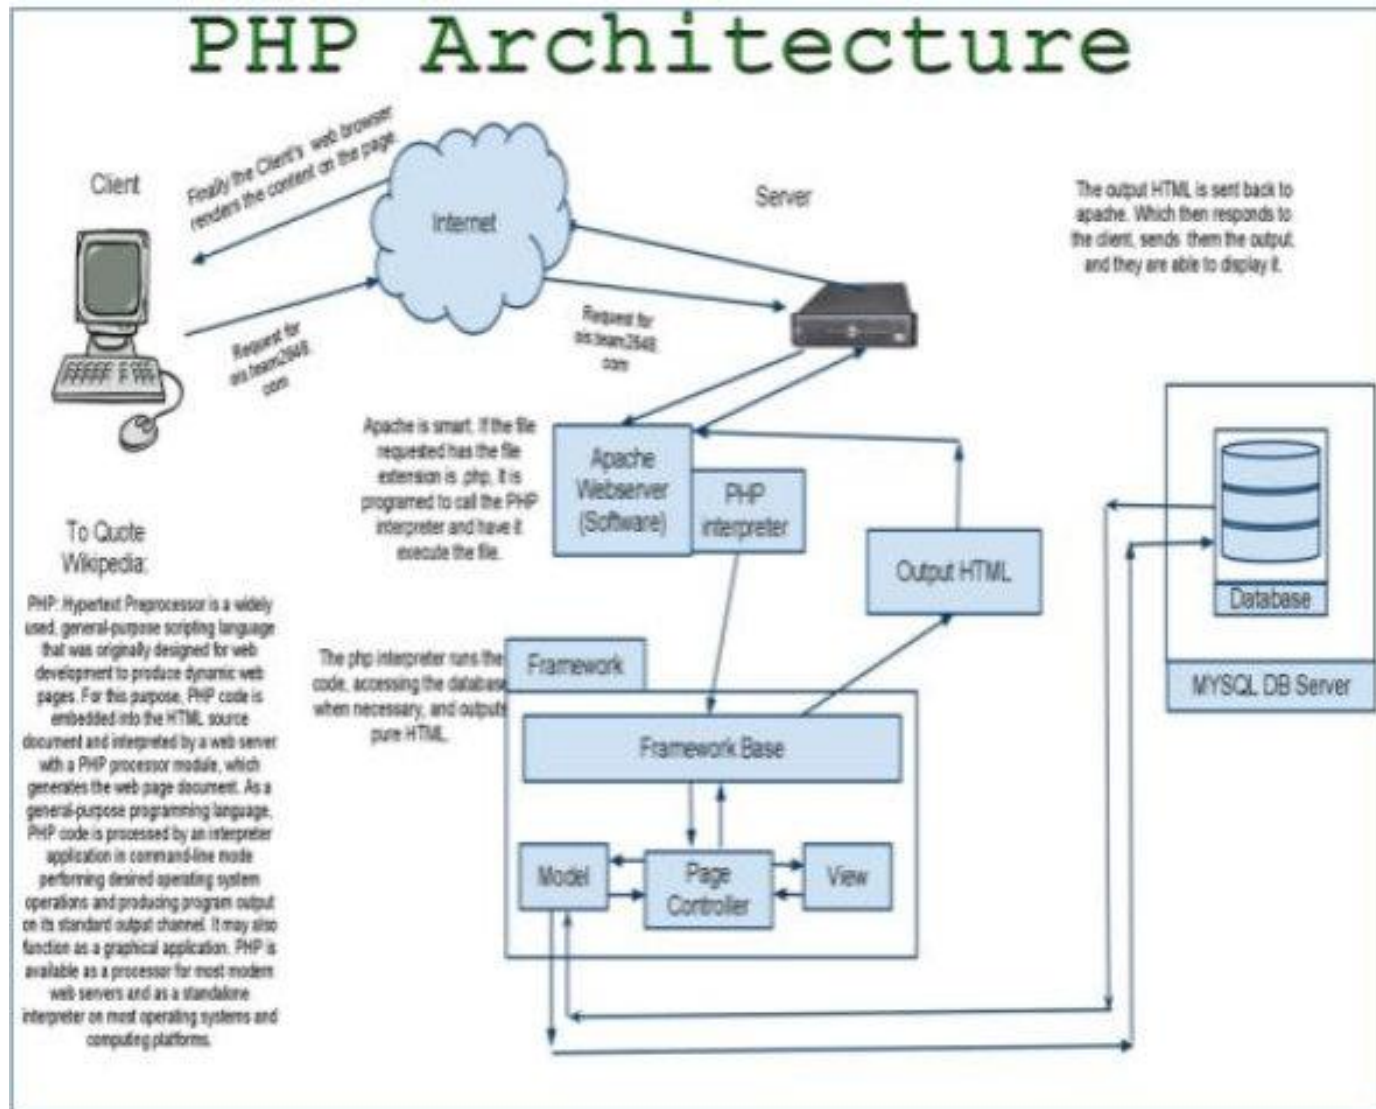 PHP Architecture
Client
Finally the Client's web browser
renders the content on the page.
Internet
Server
The output HTML is sent back to
apache. Which then responds to
the client, sends them the output,
and they are able to display it.
Request for
ois.team2648.
com
Request for
ois.team2648.
com
Apache is smart. If the file
requested has the file
extension is .php, It is
programed to call the PHP
interpreter and have it
execute the file.
Apache
Webserver
(Software)
PHP
interpreter
Output HTML
Database
MYSQL DB Server
To Quote
Wikipedia:
PHP: Hypertext Preprocessor is a widely
used, general-purpose scripting language
that was originally designed for web
development to produce dynamic web
pages. For this purpose, PHP code is
embedded into the HTML source
document and interpreted by a web server
with a PHP processor module, which
generates the web page document. As a
general-purpose programming language,
PHP code is processed by an interpreter
application in command-line mode
performing desired operating system
operations and producing program output
on its standard output channel. It may also
function as a graphical application. PHP is
available as a processor for most modern
web servers and as a standalone
interpreter on most operating systems and
computing platforms.
The php interpreter runs the
code, accessing the database
when necessary, and outputs
pure HTML.
Framework
Framework Base
Model
Page
Controller
View